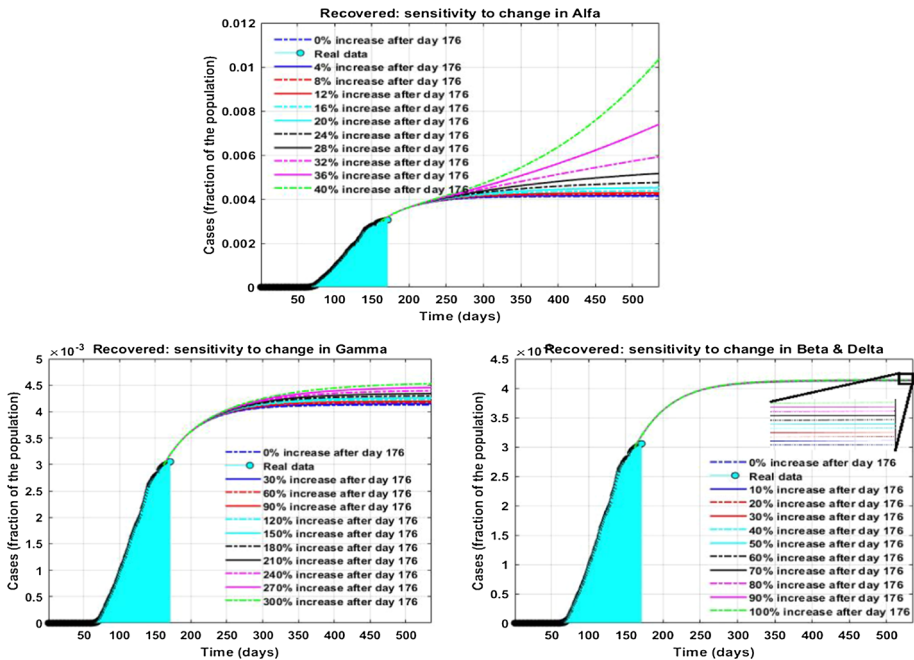 Recovered: sensitivity to change in Alfa
0.012
0.01
0.008
0.006
0.004
0.002
0
Cases (fraction of the population)
0% increase after day 176
Real data
4% increase after day 176
8% increase after day 176
12% increase after day 176
16% increase after day 176
20% increase after day 176
24% increase after day 176
28% increase after day 176
32% increase after day 176
36% increase after day 176
40% increase after day 176
50 100 150 200 250 300 350 400 450 500
Time (days)
×10⁻³ Recovered: sensitivity to change in Gamma
5
4.5
4
3.5
3
2.5
2
1.5
1
0.5
0
Cases (fraction of the population)
0% increase after day 176
Real data
30% increase after day 176
60% increase after day 176
90% increase after day 176
120% increase after day 176
150% increase after day 176
180% increase after day 176
210% increase after day 176
240% increase after day 176
270% increase after day 176
300% increase after day 176
50 100 150 200 250 300 350 400 450 500
Time (days)
Recovered: sensitivity to change in Beta & Delta
4.5
4
3.5
3
2.5
2
1.5
1
0.5
0
Cases (fraction of the population)
0% increase after day 176
Real data
10% increase after day 176
20% increase after day 176
30% increase after day 176
40% increase after day 176
50% increase after day 176
60% increase after day 176
70% increase after day 176
80% increase after day 176
90% increase after day 176
100% increase after day 176
50 100 150 200 250 300 350 400 450 500
Time (days)